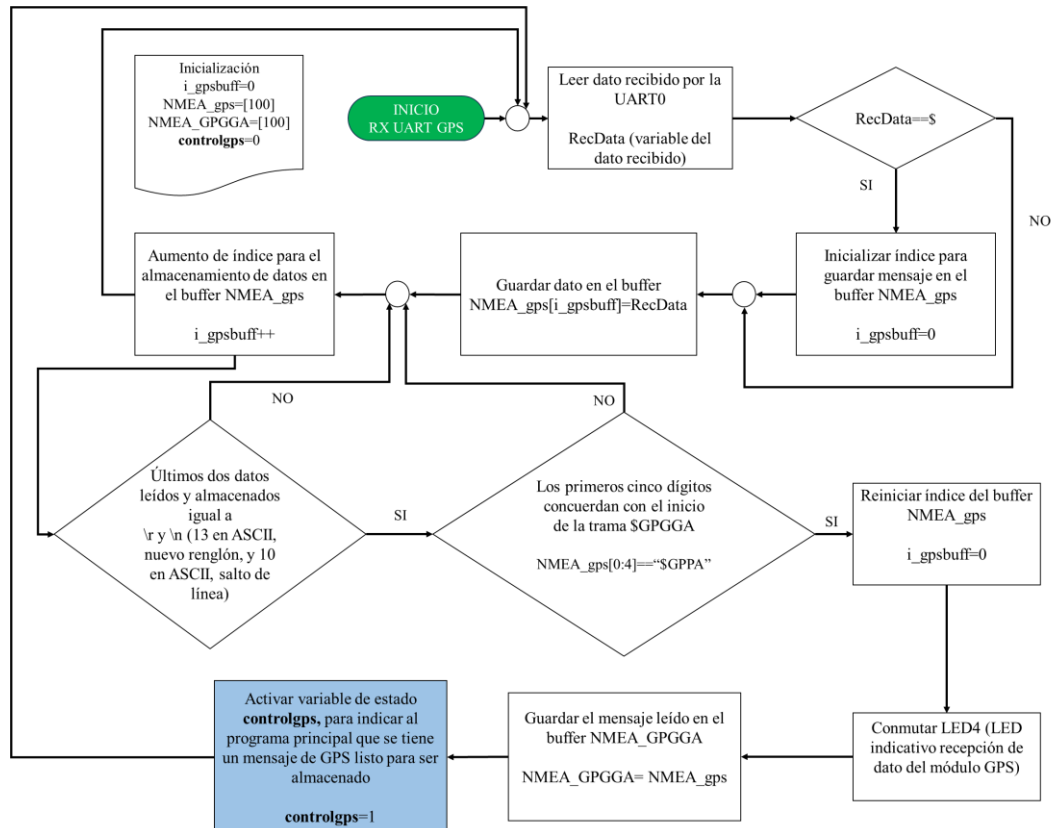 Inicialización
i_gpsbuff=0
NMEA_gps=[100]
NMEA_GPGGA=[100]
controlgps=0
INICIO
RX UART GPS
Leer dato recibido por la
UART0
RecData (variable del
dato recibido)
RecData==$
SI
NO
Inicializar índice para
guardar mensaje en el
buffer NMEA_gps
i_gpsbuff=0
Guardar dato en el buffer
NMEA_gps[i_gpsbuff]=RecData
Aumento de índice para el
almacenamiento de datos en
el buffer NMEA_gps
i_gpsbuff++
NO
Últimos dos datos
leídos y almacenados
igual a
\r y \n (13 en ASCII,
nuevo renglón, y 10
en ASCII, salto de
línea)
SI
NO
Los primeros cinco dígitos
concuerdan con el inicio
de la trama $GPGGA
NMEA_gps[0:4]==“$GPPA”
SI
Reiniciar índice del buffer
NMEA_gps
i_gpsbuff=0
Conmutar LED4 (LED
indicativo recepción de
dato del módulo GPS)
Guardar el mensaje leído en el
buffer NMEA_GPGGA
NMEA_GPGGA= NMEA_gps
Activar variable de estado
controlgps, para indicar al
programa principal que se tiene
un mensaje de GPS listo para ser
almacenado
controlgps=1